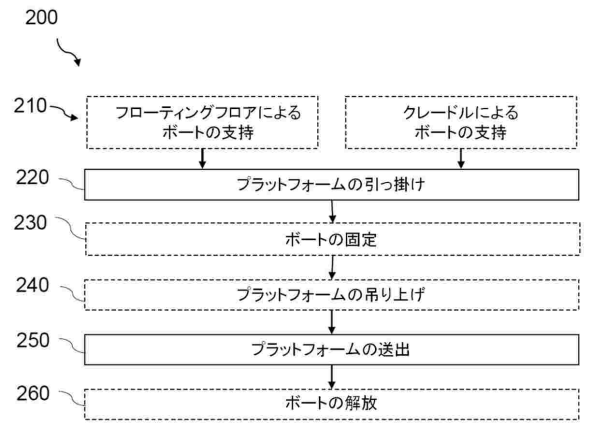 200
210
フローティングフロアによる
ボートの支持
クレードルによる
ボートの支持
220
プラットフォームの引っ掛け
230
ボートの固定
240
プラットフォームの吊り上げ
250
プラットフォームの送出
260
ボートの解放